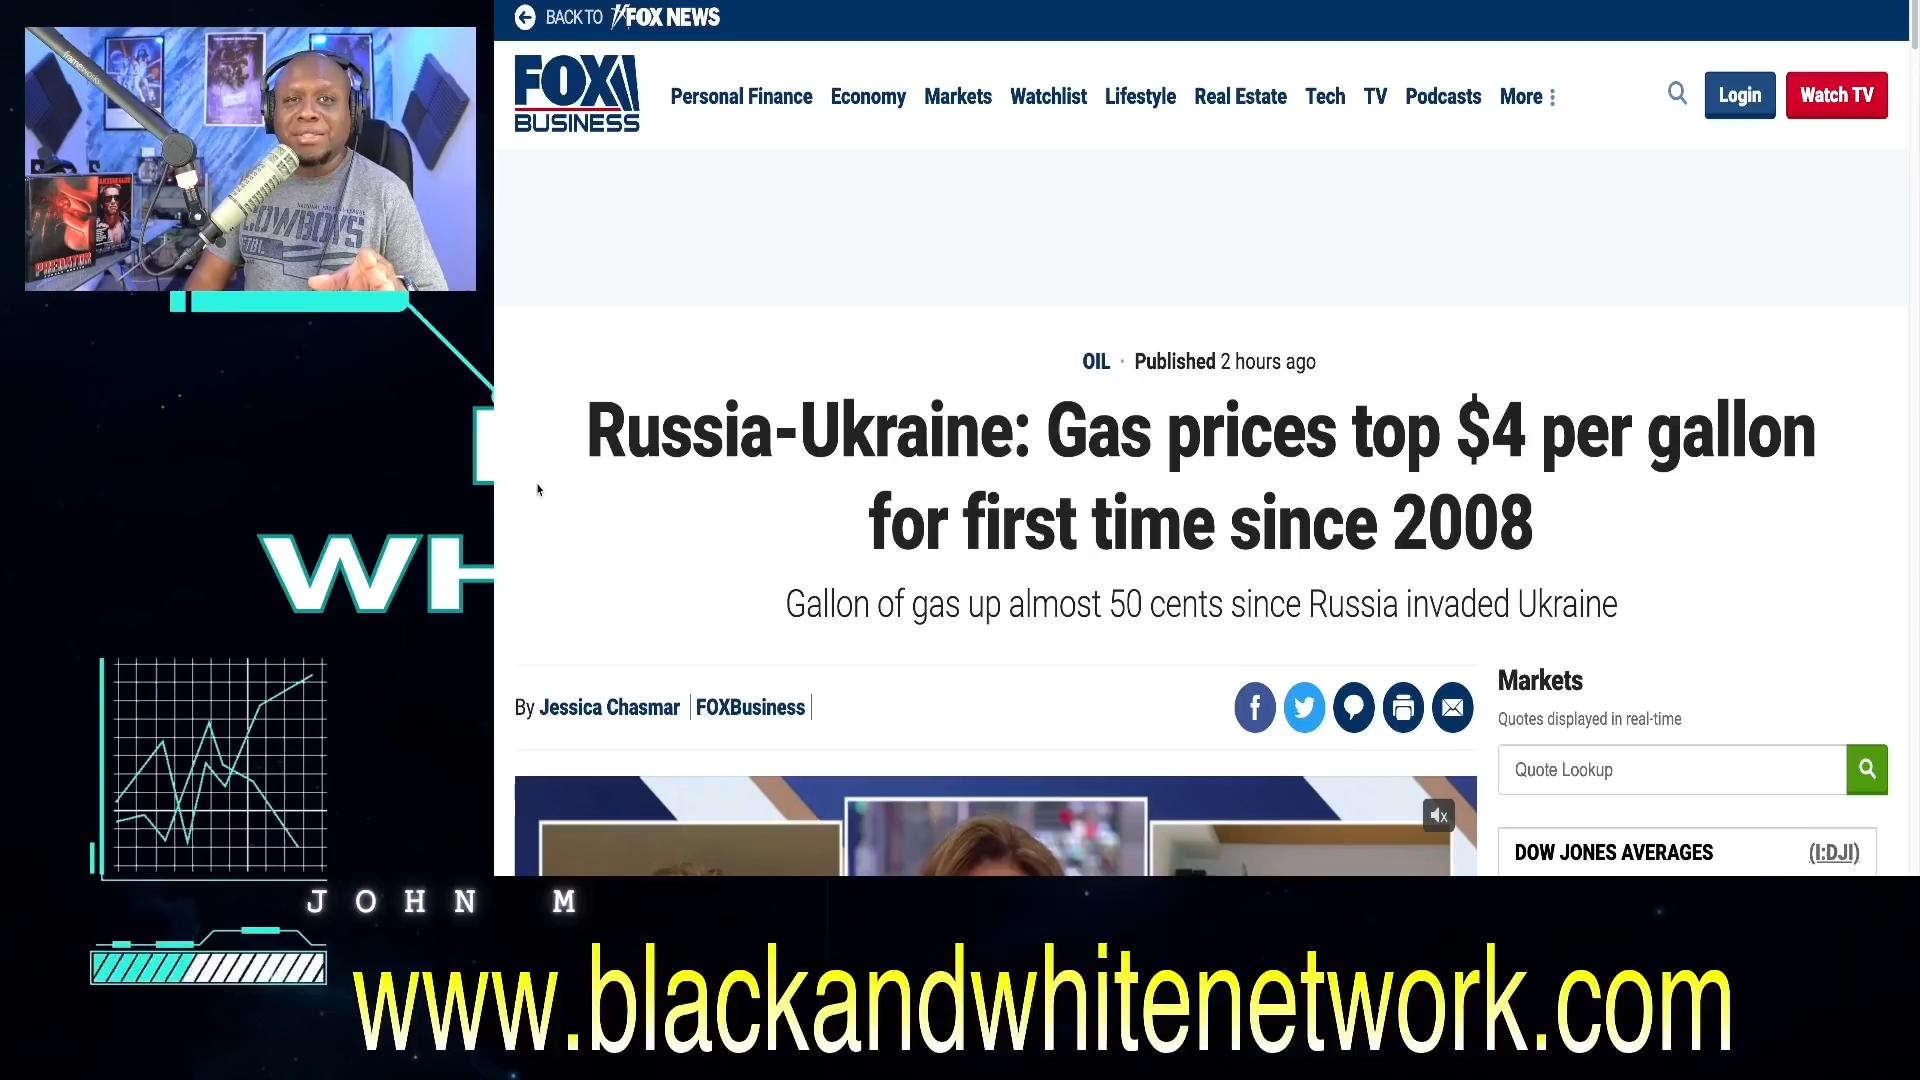 BACK TO FOX NEWS
FOX
BUSINESS
Personal Finance Economy Markets Watchlist Lifestyle Real Estate Tech TV Podcasts More
Login
Watch TV
COWBOYS
PREDATOR
OIL · Published 2 hours ago
Russia-Ukraine: Gas prices top $4 per gallon
for first time since 2008
Gallon of gas up almost 50 cents since Russia invaded Ukraine
WH
By Jessica Chasmar | FOXBusiness |
Markets
Quotes displayed in real-time
Quote Lookup
DOW JONES AVERAGES (I:DJI)
JOHN M
www.blackandwhitenetwork.com